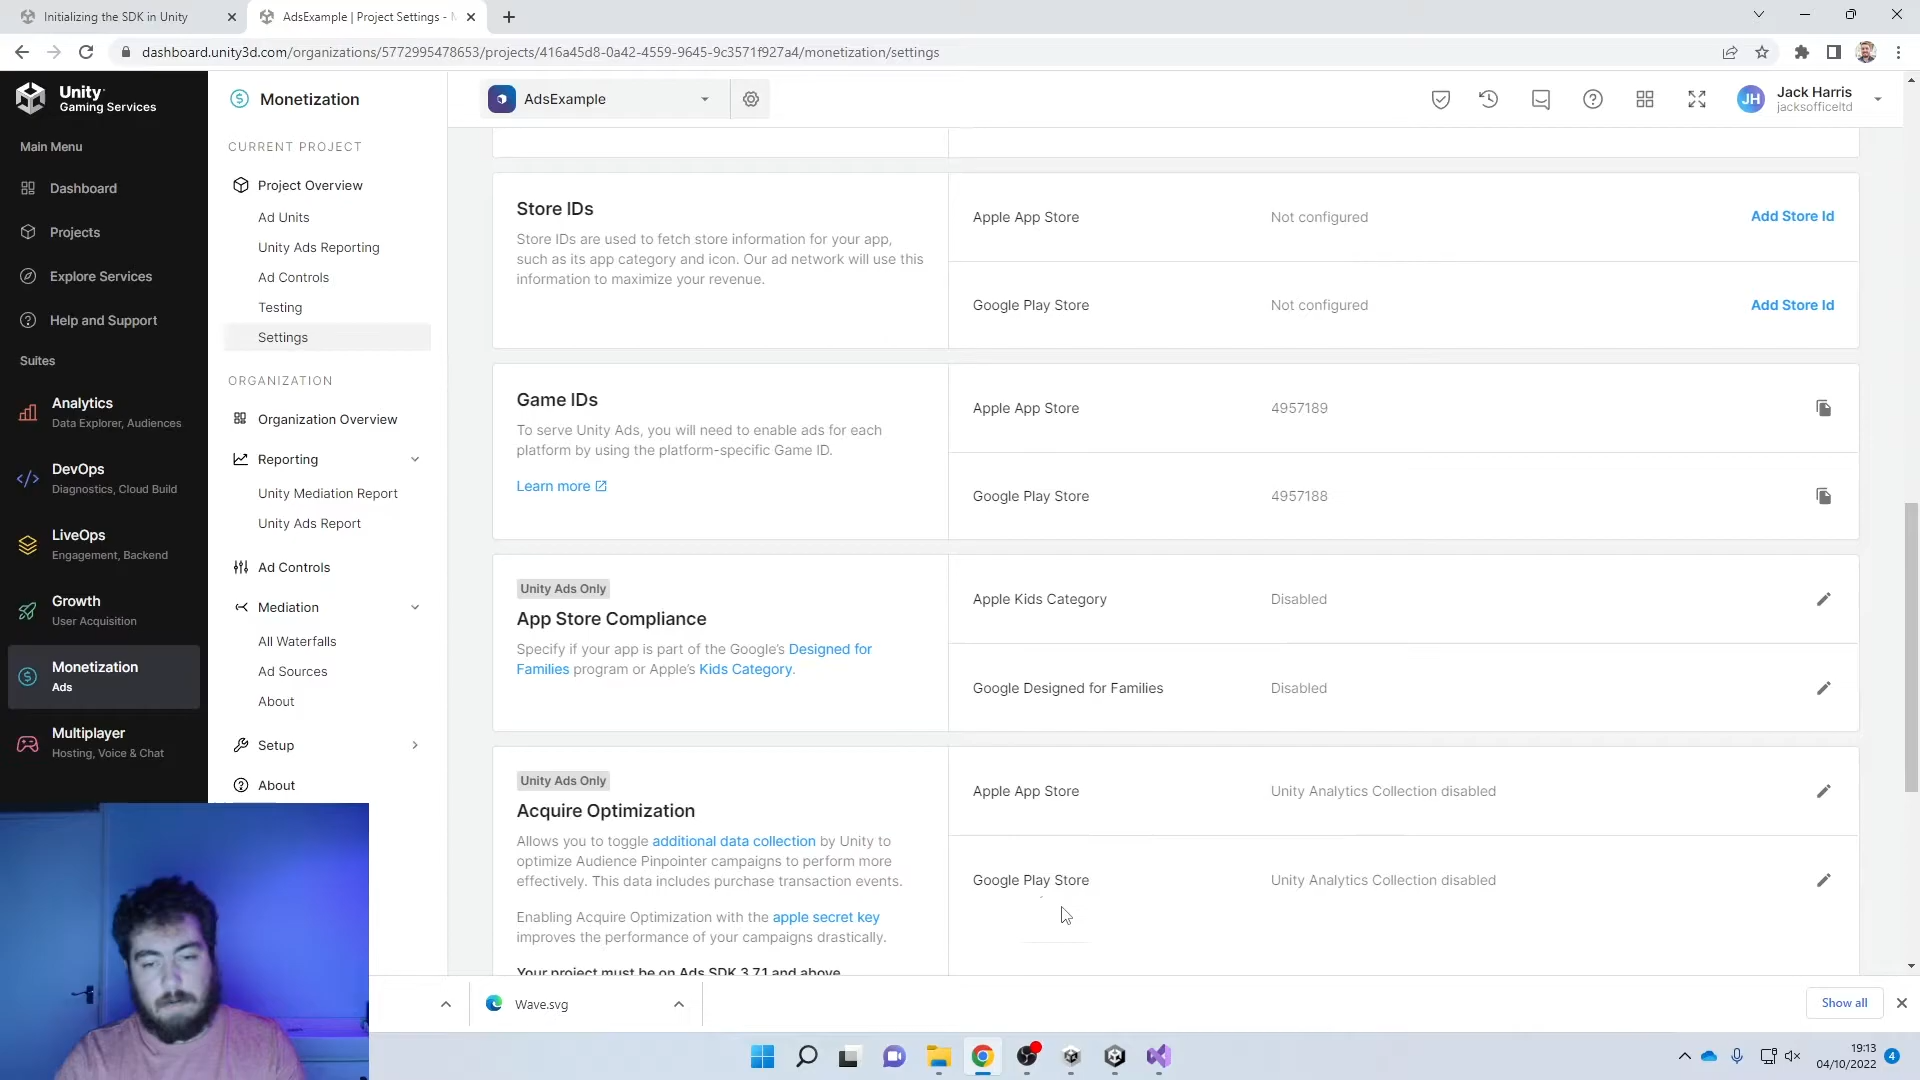 Initializing the SDK in Unity
AdsExample | Project Settings -
dashboard.unity3d.com/organizations/5772995478653/projects/416a45d8-0a42-4559-9645-9c3571f927a4/monetization/settings
Unity
Gaming Services
Main Menu
Dashboard
Projects
Explore Services
Help and Support
Suites
Analytics
Data Explorer, Audiences
DevOps
Diagnostics, Cloud Build
LiveOps
Engagement, Backend
Growth
User Acquisition
Monetization
Ads
Multiplayer
Hosting, Voice & Chat
Monetization
CURRENT PROJECT
Project Overview
Ad Units
Unity Ads Reporting
Ad Controls
Testing
Settings
ORGANIZATION
Organization Overview
Reporting
Unity Mediation Report
Unity Ads Report
Ad Controls
Mediation
All Waterfalls
Ad Sources
About
Setup
About
AdsExample
JH
Jack Harris
jacksofficeltd
Store IDs
Store IDs are used to fetch store information for your app,
such as its app category and icon. Our ad network will use this
information to maximize your revenue.
Apple App Store Not configured Add Store Id
Google Play Store Not configured Add Store Id
Game IDs
To serve Unity Ads, you will need to enable ads for each
platform by using the platform-specific Game ID.
Learn more
Apple App Store 4957189
Google Play Store 4957188
Unity Ads Only
App Store Compliance
Specify if your app is part of the Google's Designed for
Families program or Apple's Kids Category.
Apple Kids Category Disabled
Google Designed for Families Disabled
Unity Ads Only
Acquire Optimization
Allows you to toggle additional data collection by Unity to
optimize Audience Pinpointer campaigns to perform more
effectively. This data includes purchase transaction events.
Enabling Acquire Optimization with the apple secret key
improves the performance of your campaigns drastically.
Your project must be on Ads SDK 3.7.1 and above
Apple App Store Unity Analytics Collection disabled
Google Play Store Unity Analytics Collection disabled
Wave.svg
Show all
19:13
04/10/2022
4